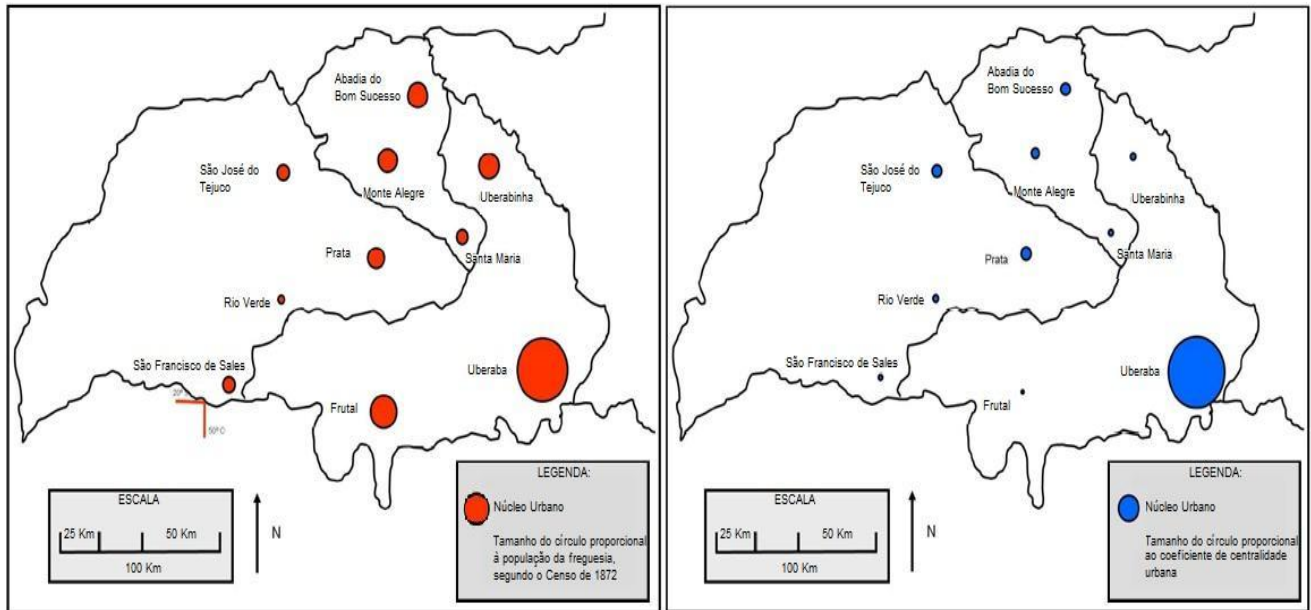 Abadia do
Bom Sucesso
São José do
Tejuco
Monte Alegre
Uberabinha
Prata
Santa Maria
Rio Verde
São Francisco de Sales
Uberaba
Frutal
50º O
ESCALA
25 Km
50 Km
100 Km
N
LEGENDA:
Núcleo Urbano
Tamanho do círculo proporcional
à população da freguesia,
segundo o Censo de 1872
Abadia do
Bom Sucesso
São José do
Tejuco
Monte Alegre
Uberabinha
Prata
Santa Maria
Rio Verde
São Francisco de Sales
Uberaba
Frutal
ESCALA
25 Km
50 Km
100 Km
N
LEGENDA:
Núcleo Urbano
Tamanho do círculo proporcional
ao coeficiente de centralidade
urbana